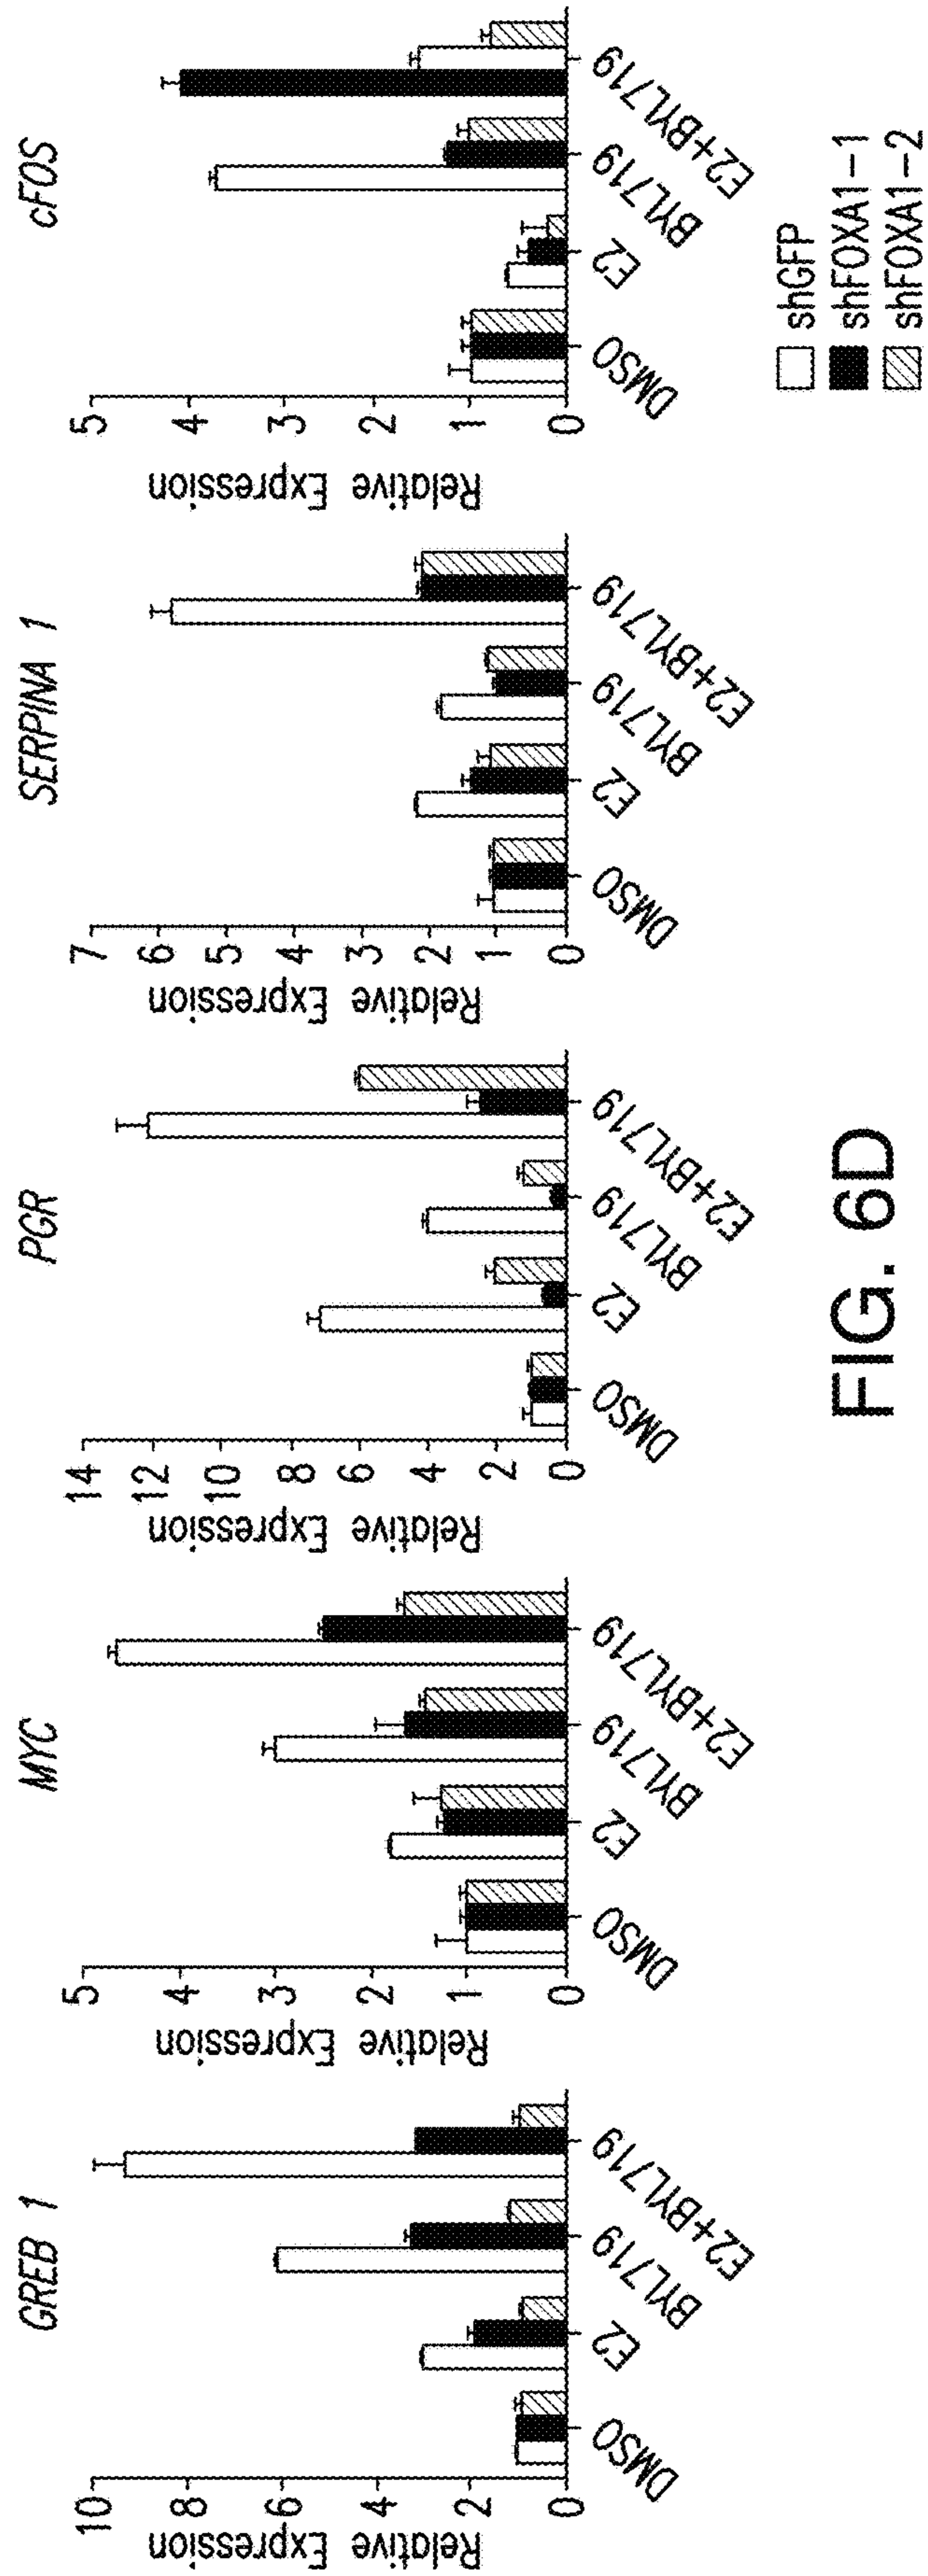 GREB 1
Relative Expression
10
8
6
4
2
0
DMSO
E2
BYL719
E2+BYL719
MYC
Relative Expression
5
4
3
2
1
0
DMSO
E2
BYL719
E2+BYL719
PGR
Relative Expression
14
12
10
8
6
4
2
0
DMSO
E2
BYL719
E2+BYL719
SERPINA 1
Relative Expression
7
6
5
4
3
2
1
0
DMSO
E2
BYL719
E2+BYL719
cFOS
Relative Expression
5
4
3
2
1
0
DMSO
E2
BYL719
E2+BYL719
shGFP
shFOXA1-1
shFOXA1-2
FIG. 6D